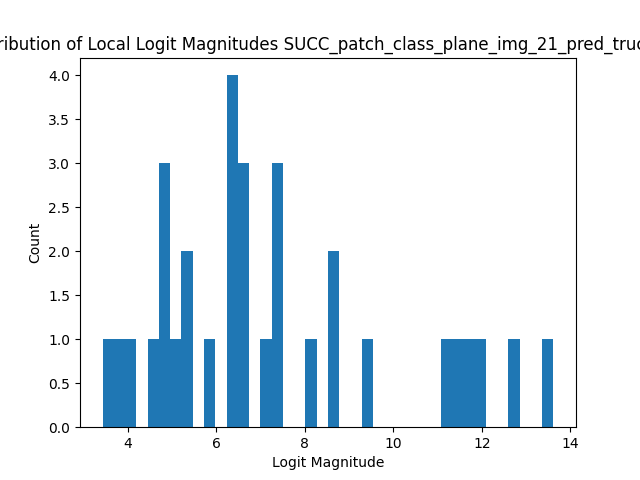 ribution of Local Logit Magnitudes SUCC_patch_class_plane_img_21_pred_truc
4.0
3.5
3.0
2.5
2.0
1.5
1.0
0.5
0.0
Count
4 6 8 10 12 14
Logit Magnitude